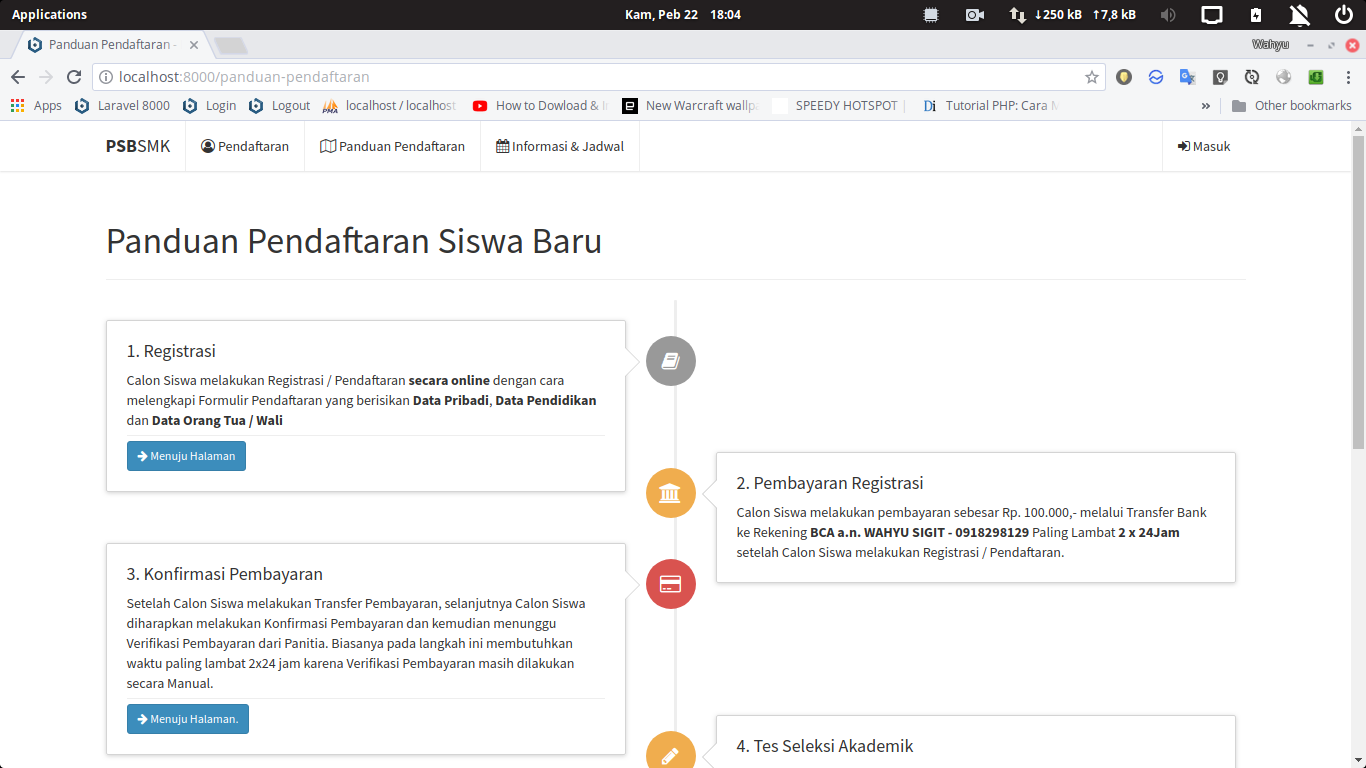 Applications
Kam, Peb 22 18:04
↓250 kB ↑7,8 kB
Panduan Pendaftaran -
Wahyu
localhost:8000/panduan-pendaftaran
Apps
Laravel 8000
Login
Logout
localhost / localhost
How to Dowload & I
New Warcraft wallpa
SPEEDY HOTSPOT
Tutorial PHP: Cara M
»
Other bookmarks
PSBSMK
Pendaftaran
Panduan Pendaftaran
Informasi & Jadwal
Masuk
Panduan Pendaftaran Siswa Baru
1. Registrasi
Calon Siswa melakukan Registrasi / Pendaftaran secara online dengan cara
melengkapi Formulir Pendaftaran yang berisikan Data Pribadi, Data Pendidikan
dan Data Orang Tua / Wali
Menuju Halaman
2. Pembayaran Registrasi
Calon Siswa melakukan pembayaran sebesar Rp. 100.000,- melalui Transfer Bank
ke Rekening BCA a.n. WAHYU SIGIT - 0918298129 Paling Lambat 2 x 24Jam
setelah Calon Siswa melakukan Registrasi / Pendaftaran.
3. Konfirmasi Pembayaran
Setelah Calon Siswa melakukan Transfer Pembayaran, selanjutnya Calon Siswa
diharapkan melakukan Konfirmasi Pembayaran dan kemudian menunggu
Verifikasi Pembayaran dari Panitia. Biasanya pada langkah ini membutuhkan
waktu paling lambat 2x24 jam karena Verifikasi Pembayaran masih dilakukan
secara Manual.
Menuju Halaman.
4. Tes Seleksi Akademik